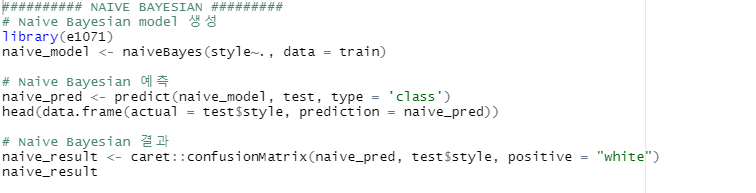 ########## NAIVE BAYESIAN #########
# Naive Bayesian model 생성
library(e1071)
naive_model <- naiveBayes(style~., data = train)
# Naive Bayesian 예측
naive_pred <- predict(naive_model, test, type = 'class')
head(data.frame(actual = test$style, prediction = naive_pred))
# Naive Bayesian 결과
naive_result <- caret::confusionMatrix(naive_pred, test$style, positive = "white")
naive_result